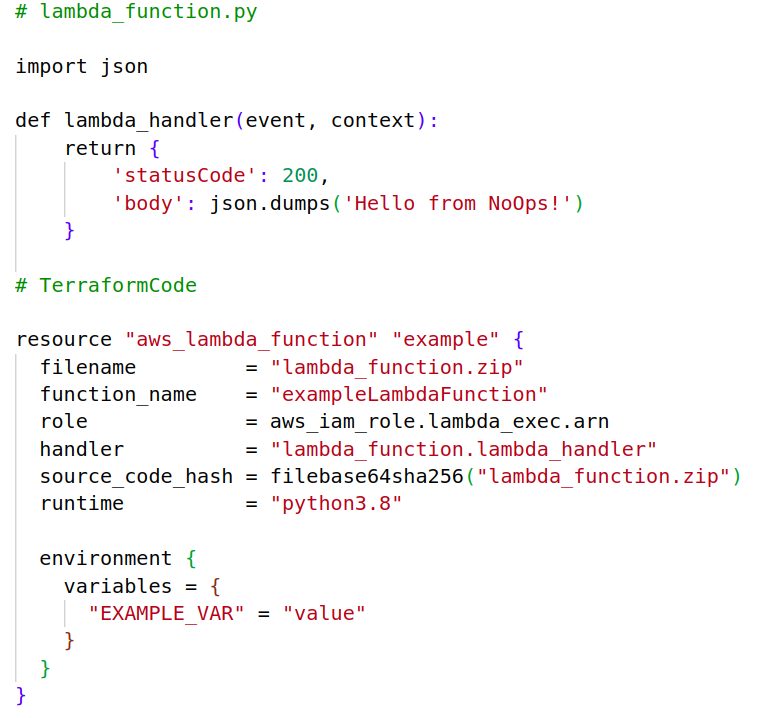 # lambda_function.py
import json
def lambda_handler(event, context):
    return {
        'statusCode': 200,
        'body': json.dumps('Hello from NoOps!')
    }
# TerraformCode
resource "aws_lambda_function" "example" {
  filename         = "lambda_function.zip"
  function_name    = "exampleLambdaFunction"
  role             = aws_iam_role.lambda_exec.arn
  handler          = "lambda_function.lambda_handler"
  source_code_hash = filebase64sha256("lambda_function.zip")
  runtime          = "python3.8"
  environment {
    variables = {
      "EXAMPLE_VAR" = "value"
    }
  }
}